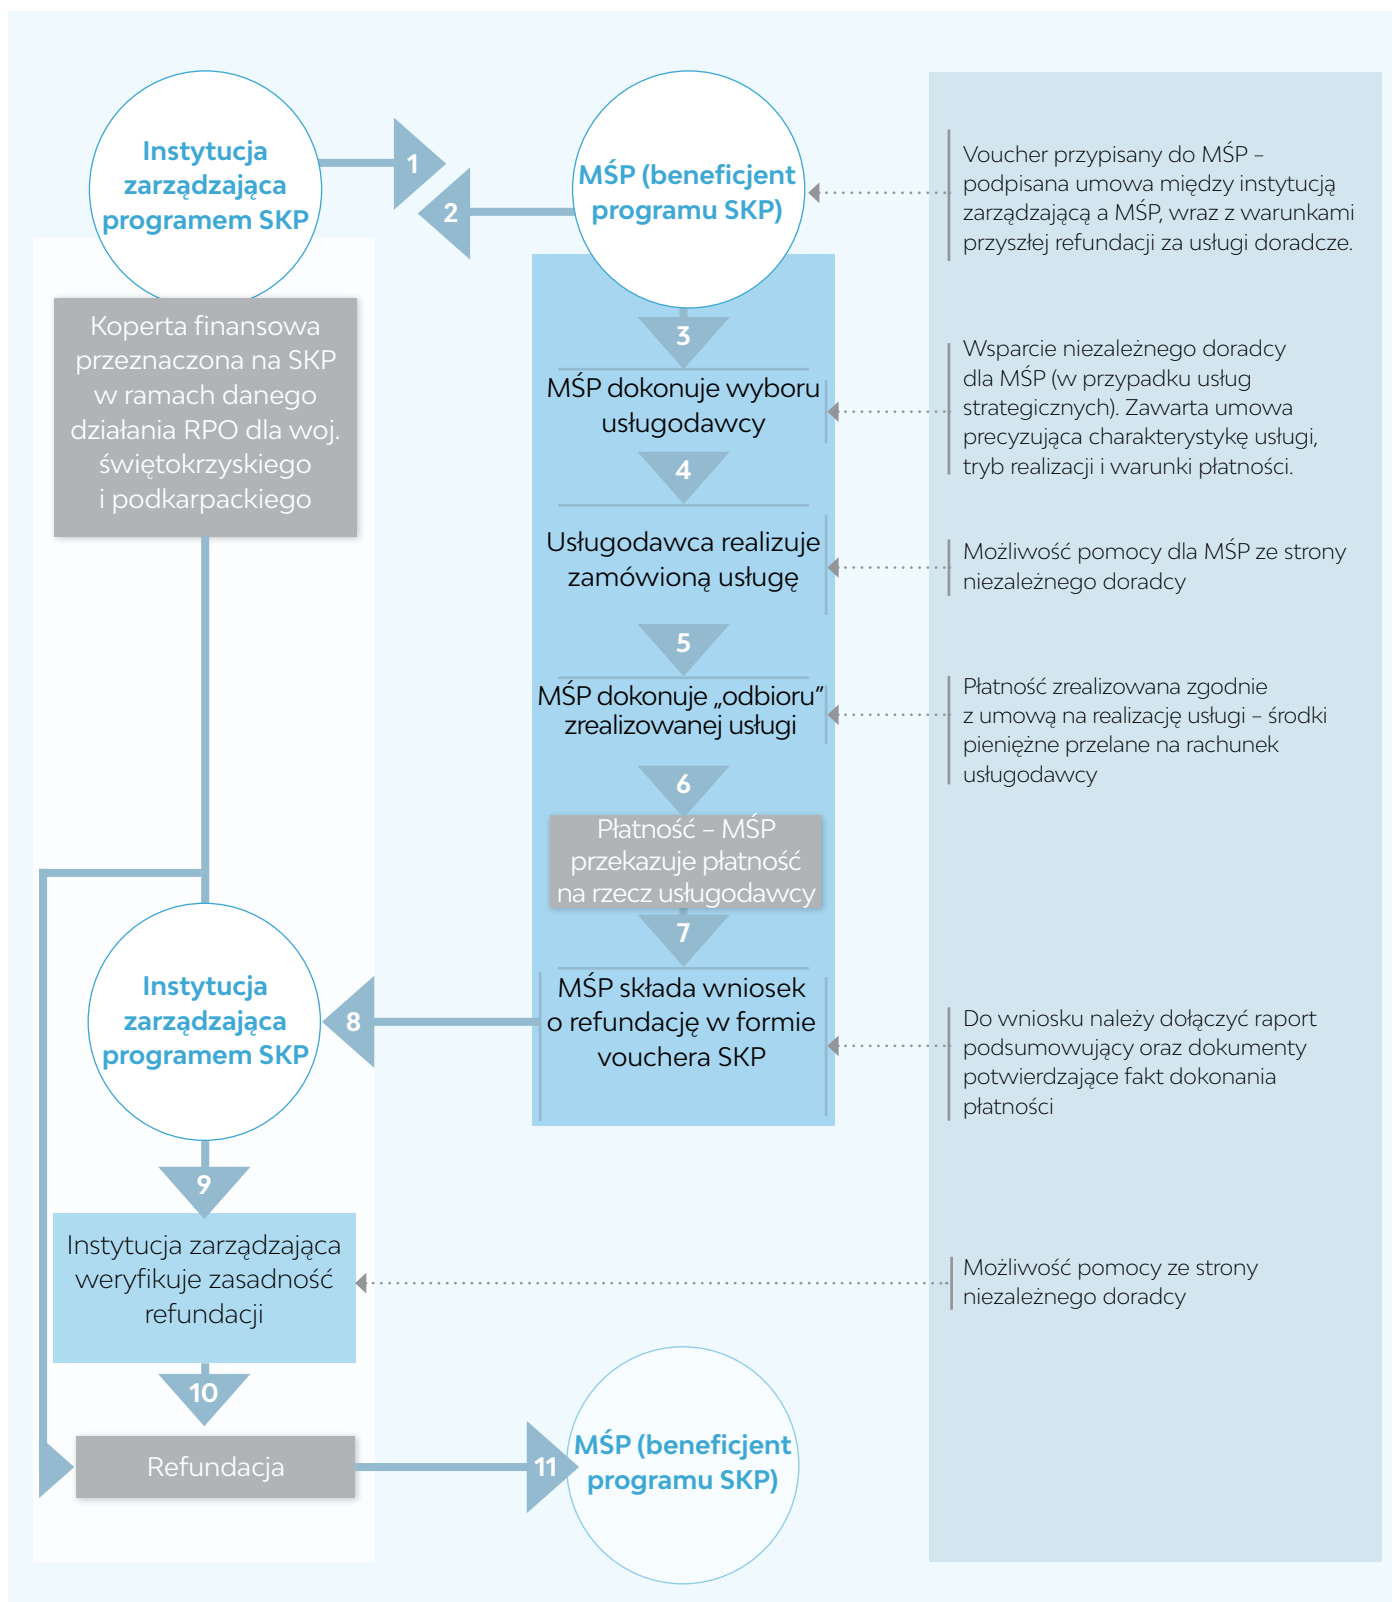 Instytucja
zarządzająca
programem SKP
1
2
MŚP (beneficjent
programu SKP)
Voucher przypisany do MŚP –
podpisana umowa między instytucją
zarządzającą a MŚP, wraz z warunkami
przyszłej refundacji za usługi doradcze.
Koperta finansowa
przeznaczona na SKP
w ramach danego
działania RPO dla woj.
świętokrzyskiego
i podkarpackiego
3
MŚP dokonuje wyboru
usługodawcy
Wsparcie niezależnego doradcy
dla MŚP (w przypadku usług
strategicznych). Zawarta umowa
precyzująca charakterystykę usługi,
tryb realizacji i warunki płatności.
4
Usługodawca realizuje
zamówioną usługę
Możliwość pomocy dla MŚP ze strony
niezależnego doradcy
5
MŚP dokonuje „odbioru”
zrealizowanej usługi
Płatność zrealizowana zgodnie
z umową na realizację usługi – środki
pieniężne przelane na rachunek
usługodawcy
6
Płatność – MŚP
przekazuje płatność
na rzecz usługodawcy
7
MŚP składa wniosek
o refundację w formie
vouchera SKP
Do wniosku należy dołączyć raport
podsumowujący oraz dokumenty
potwierdzające fakt dokonania
płatności
8
Instytucja
zarządzająca
programem SKP
9
Instytucja zarządzająca
weryfikuje zasadność
refundacji
Możliwość pomocy ze strony
niezależnego doradcy
10
Refundacja
11
MŚP (beneficjent
programu SKP)